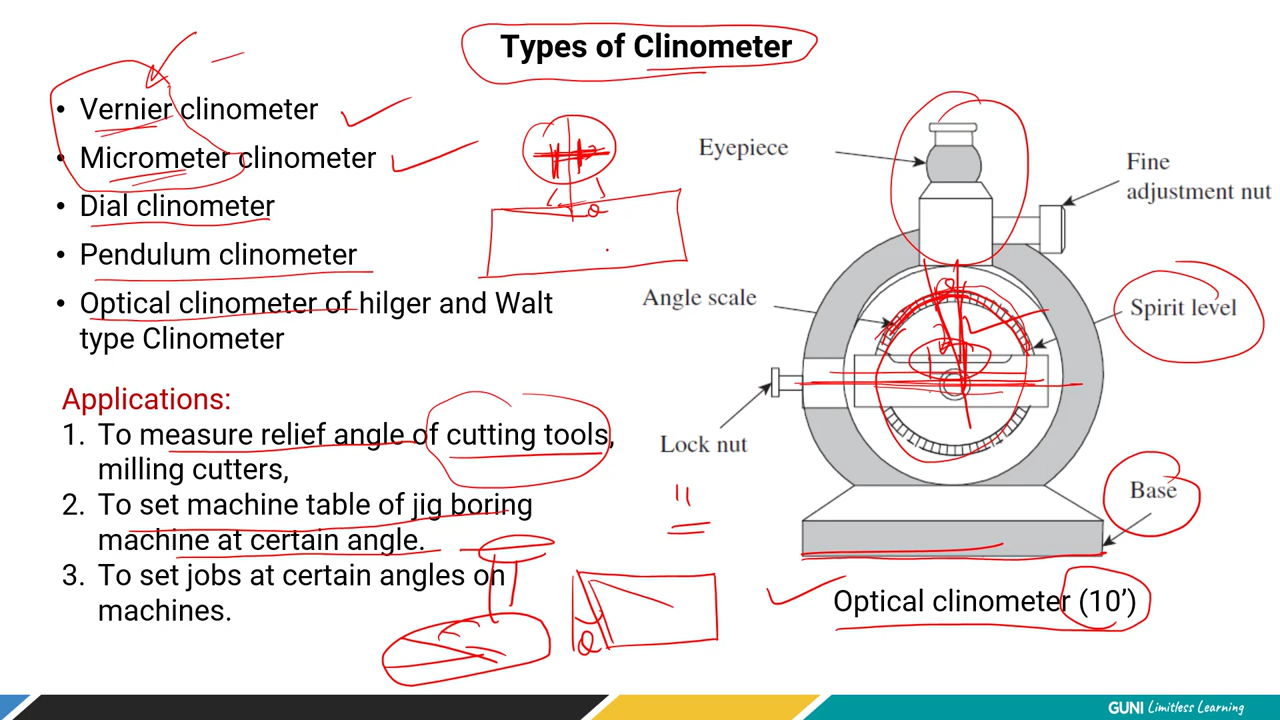 Types of Clinometer
• Vernier clinometer
• Micrometer clinometer
• Dial clinometer
• Pendulum clinometer
• Optical clinometer of hilger and Walt
type Clinometer
Applications:
1. To measure relief angle of cutting tools,
milling cutters,
2. To set machine table of jig boring
machine at certain angle.
3. To set jobs at certain angles on
machines.
Eyepiece
Fine
adjustment nut
Angle scale
Spirit level
Lock nut
Base
Optical clinometer (10’)
θ
θ
GUNI Limitless Learning